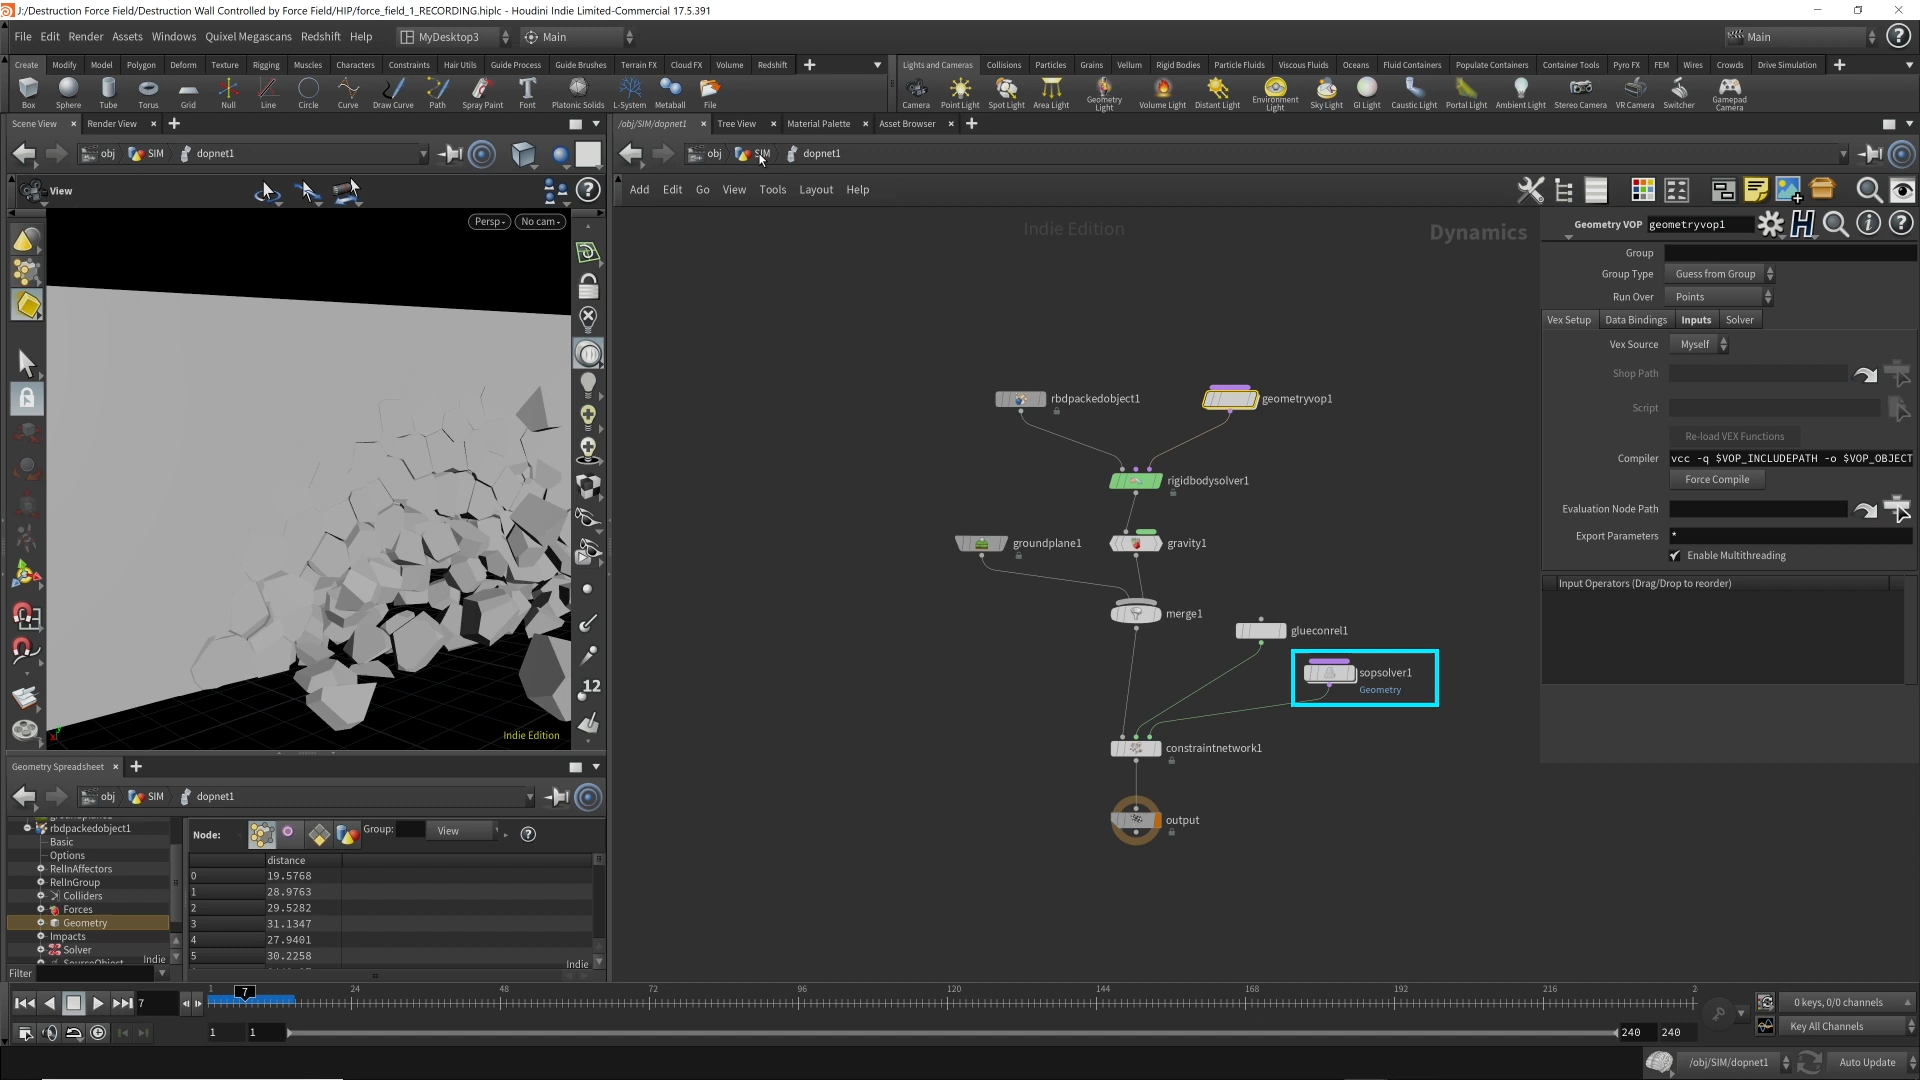 J:/Destruction Force Field/Destruction Wall Controlled by Force Field/HIP/force_field_1_RECORDING.hiplc - Houdini Indie Limited-Commercial 17.5.391
File Edit Render Assets Windows Quixel Megascans Redshift Help MyDesktop3 Main Main
Create Modify Model Polygon Deform Texture Rigging Muscles Characters Constraints Hair Utils Guide Process Guide Brushes Terrain FX Cloud FX Volume Redshift
Lights and Cameras Collisions Particles Grains Vellum Rigid Bodies Particle Fluids Viscous Fluids Oceans Fluid Containers Populate Containers Container Tools Pyro FX FEM Wires Crowds Drive Simulation
Box Sphere Tube Torus Grid Null Line Circle Curve Draw Curve Path Spray Paint Font Platonic Solids L-System Metaball File
Camera Point Light Spot Light Area Light Geometry Light Volume Light Distant Light Environment Light Sky Light GI Light Caustic Light Portal Light Ambient Light Stereo Camera VR Camera Switcher Gamepad Camera
Scene View Render View
/obj/SIM/dopnet1 Tree View Material Palette Asset Browser
obj SIM dopnet1
obj SIM dopnet1
View
Add Edit Go View Tools Layout Help
Persp No cam
Indie Edition
Dynamics
Geometry VOP geometryvop1
Group
Group Type Guess from Group
Run Over Points
Vex Setup Data Bindings Inputs Solver
Vex Source Myself
Shop Path
Script
Re-load VEX Functions
Compiler vcc -q $VOP_INCLUDEPATH -o $VOP_OBJECT
Force Compile
Evaluation Node Path
Export Parameters *
Enable Multithreading
Input Operators (Drag/Drop to reorder)
rbdpackedobject1
geometryvop1
rigidbodysolver1
groundplane1
gravity1
merge1
glueconrel1
sopsolver1
Geometry
constraintnetwork1
output
12
Indie Edition
Geometry Spreadsheet
obj SIM dopnet1
rbdpackedobject1
Basic
Options
RelInAffectors
RelInGroup
Colliders
Forces
Geometry
Impacts
Solver
Indie
Filter
Node: Group: View
distance
0 19.5768
1 28.9763
2 29.5282
3 31.1347
4 27.9401
5 30.2258
Indie
7
1 7 24 48 72 96 120 144 168 192 216 2
0 keys, 0/0 channels
1 1 240 240
Key All Channels
/obj/SIM/dopnet1 Auto Update